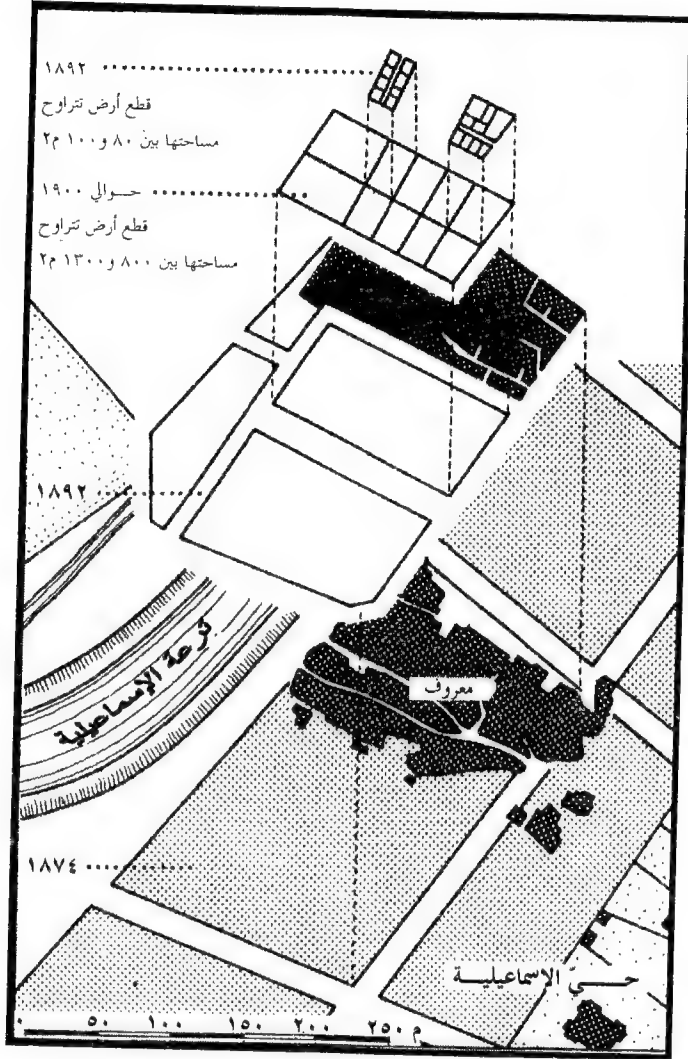 ١٨٩٢
قطع أرض تتراوح
مساحتها بين ٨٠ و ١٠٠ م٢
حوالي ١٩٠٠
قطع أرض تتراوح
مساحتها بين ٨٠٠ و ١٣٠٠ م٢
١٨٩٢
ترعة الإسماعيلية
معروف
١٨٧٤
حيّ الإسماعيلية
٠ ٥٠ ١٠٠ ١٥٠ ٢٠٠ ٢٥٠ م